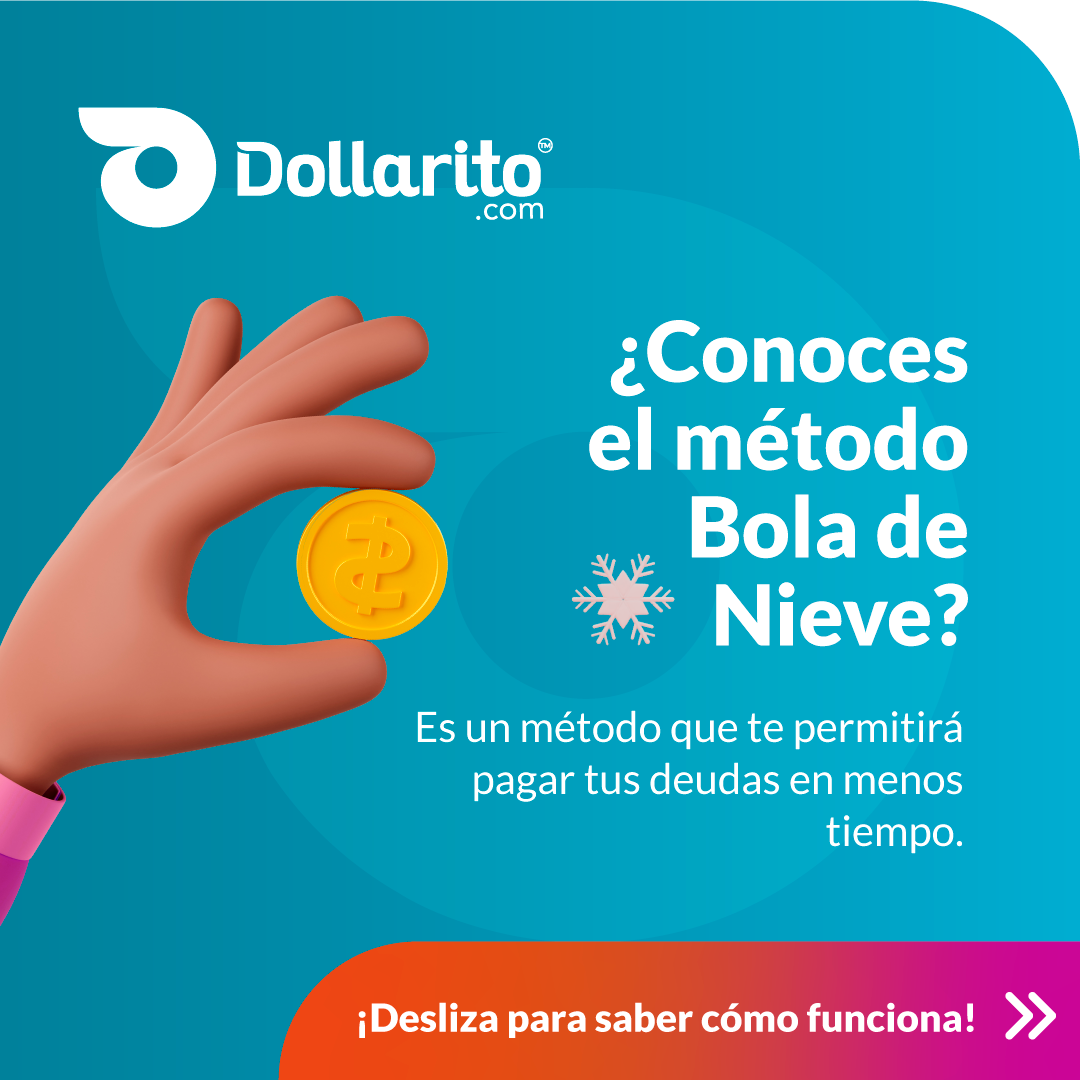 Dollarito™
.com
¿Conoces
el método
Bola de
Nieve?
Es un método que te permitirá
pagar tus deudas en menos
tiempo.
¡Desliza para saber cómo funciona!